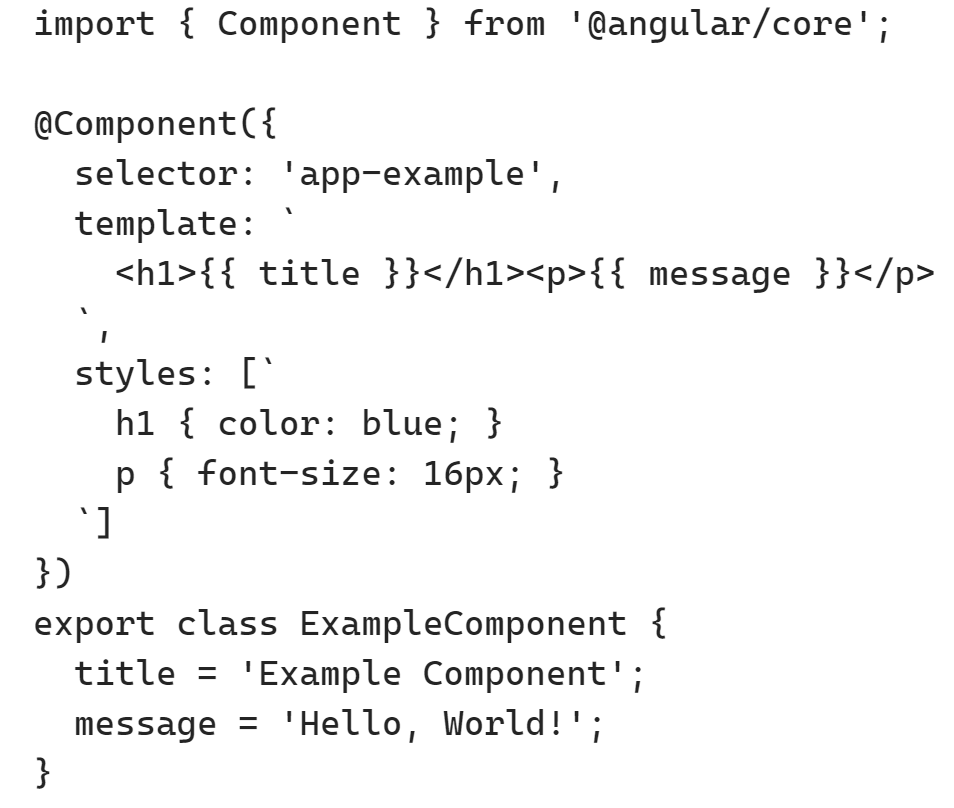 import { Component } from '@angular/core';

@Component({
  selector: 'app-example',
  template: `
    <h1>{{ title }}</h1><p>{{ message }}</p>
  `,
  styles: [`
    h1 { color: blue; }
    p { font-size: 16px; }
  `]
})
export class ExampleComponent {
  title = 'Example Component';
  message = 'Hello, World!';
}